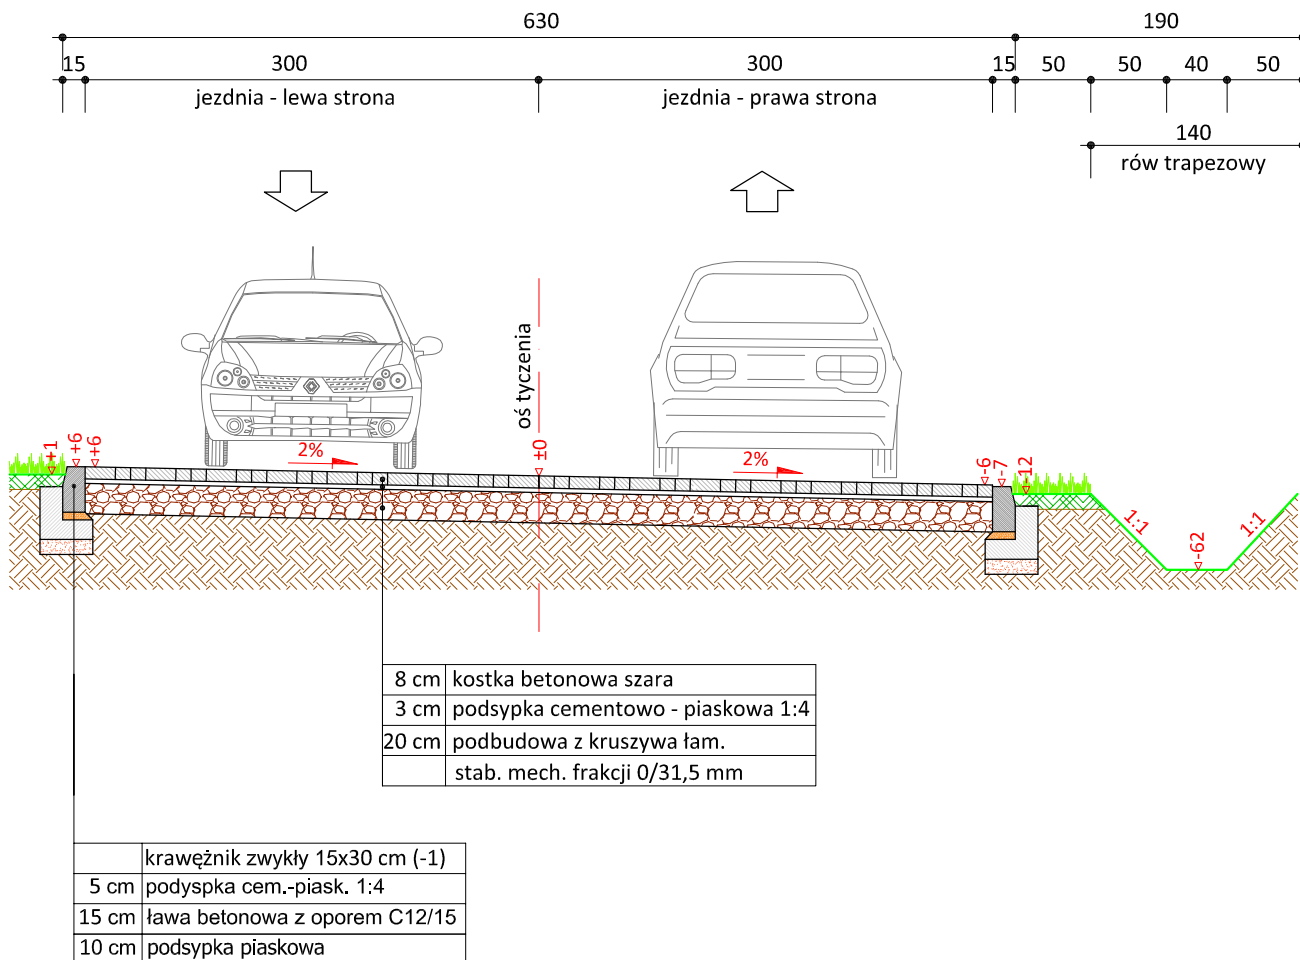 630
190
15
300
300
15
50
50
40
50
jezdnia - lewa strona
jezdnia - prawa strona
140
rów trapezowy
oś tyczenia
+1
+6
+6
2%
±0
2%
-6
-7
-12
1:1
-62
1:1
8 cm kostka betonowa szara
3 cm podsypka cementowo - piaskowa 1:4
20 cm podbudowa z kruszywa łam.
stab. mech. frakcji 0/31,5 mm
krawężnik zwykły 15x30 cm (-1)
5 cm podyspka cem.-piask. 1:4
15 cm ława betonowa z oporem C12/15
10 cm podsypka piaskowa